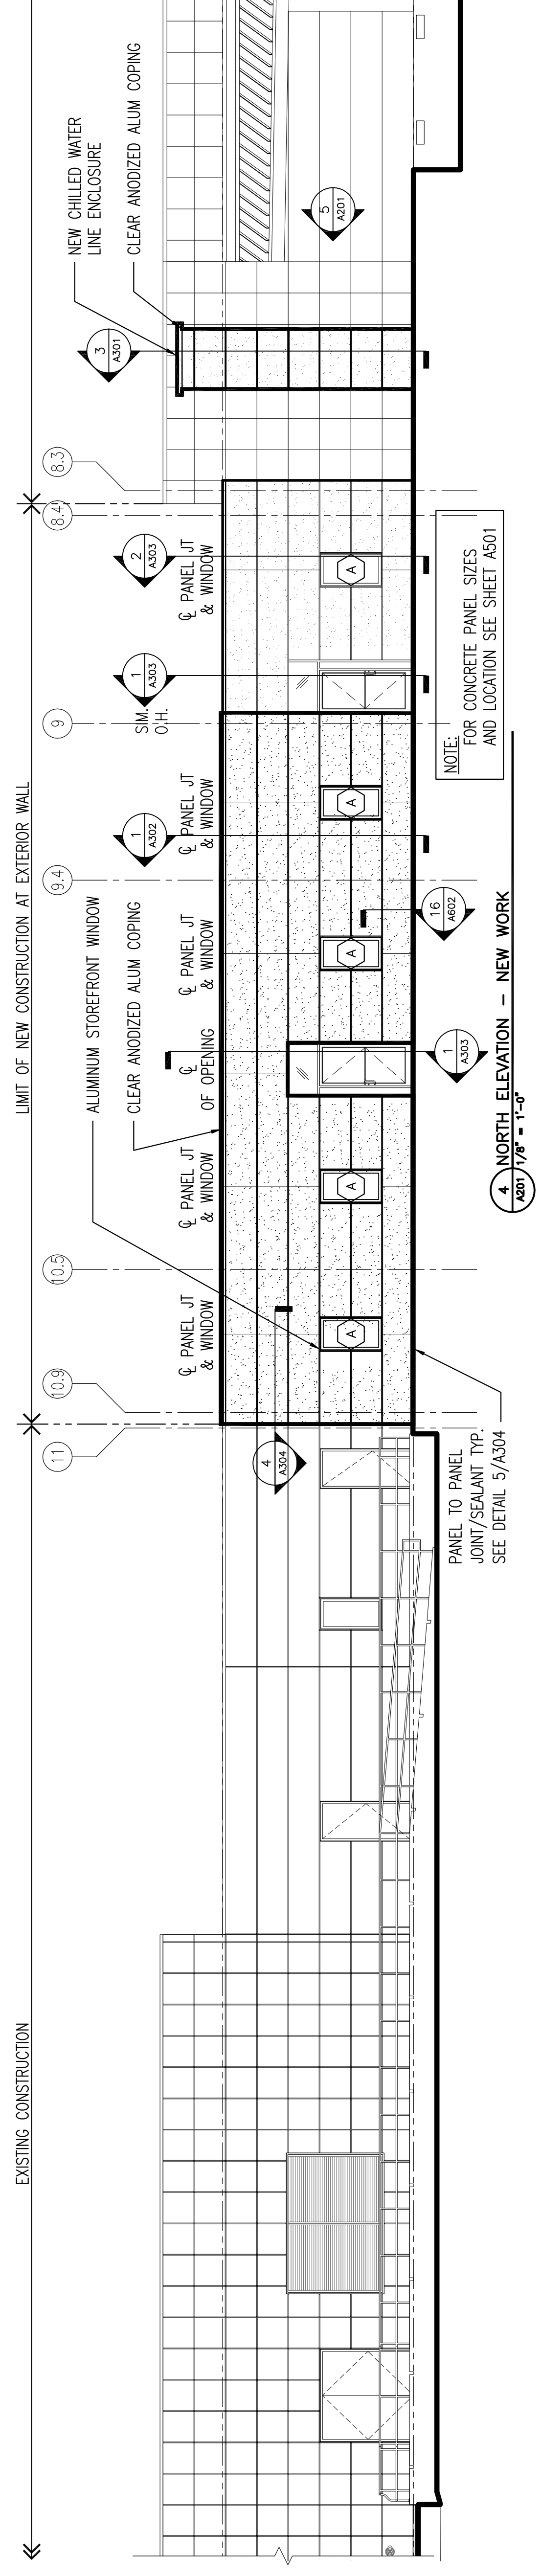 EXISTING CONSTRUCTION
LIMIT OF NEW CONSTRUCTION AT EXTERIOR WALL
11
10.9
10.5
9.4
9
8.4
8.3
ALUMINUM STOREFRONT WINDOW
CLEAR ANODIZED ALUM COPING
NEW CHILLED WATER
LINE ENCLOSURE
CLEAR ANODIZED ALUM COPING
℄ PANEL JT
& WINDOW
℄ PANEL JT
& WINDOW
℄
OF OPENING
℄ PANEL JT
& WINDOW
℄ PANEL JT
& WINDOW
℄ PANEL JT
& WINDOW
1
A302
SIM.
O.H.
1
A303
2
A303
3
A301
5
A201
4
A304
A
A
A
A
A
16
A602
1
A303
PANEL TO PANEL
JOINT/SEALANT TYP.
SEE DETAIL 5/A304
NOTE:
FOR CONCRETE PANEL SIZES
AND LOCATION SEE SHEET A501
4
A201
NORTH ELEVATION - NEW WORK
1/8" = 1'-0"